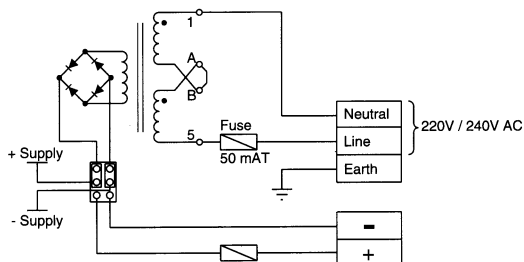 1
A
B
5
Fuse
50 mAT
Neutral
Line
Earth
220V / 240V AC
+ Supply
- Supply
-
+